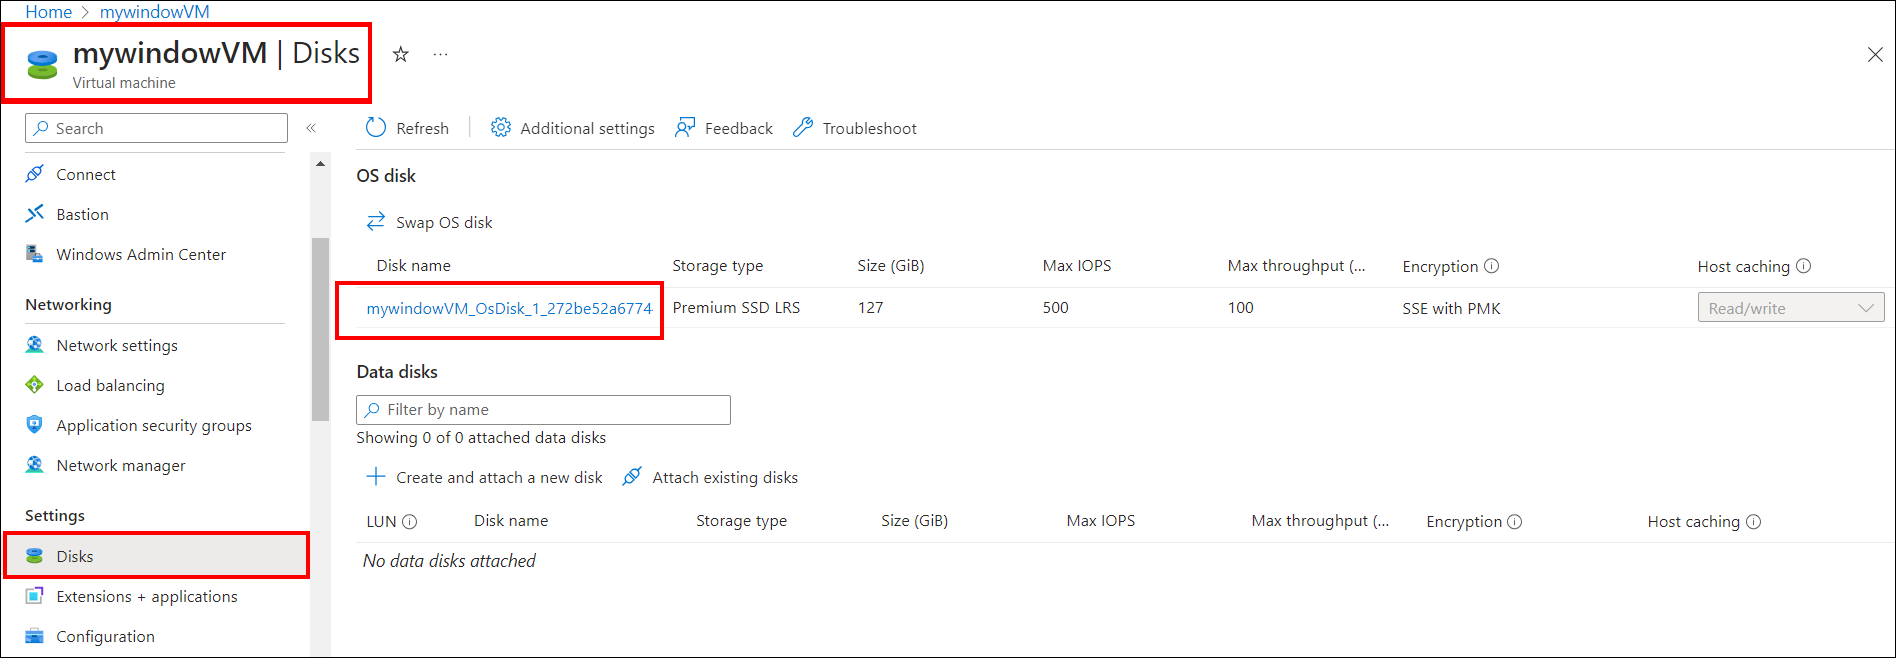 Home > mywindowVM
mywindowVM | Disks
Virtual machine
Search
Refresh
Additional settings
Feedback
Troubleshoot
Connect
Bastion
Windows Admin Center
Networking
Network settings
Load balancing
Application security groups
Network manager
Settings
Disks
Extensions + applications
Configuration
OS disk
Swap OS disk
Disk name Storage type Size (GiB) Max IOPS Max throughput (... Encryption Host caching
mywindowVM_OsDisk_1_272be52a6774 Premium SSD LRS 127 500 100 SSE with PMK Read/write
Data disks
Filter by name
Showing 0 of 0 attached data disks
Create and attach a new disk Attach existing disks
LUN Disk name Storage type Size (GiB) Max IOPS Max throughput (... Encryption Host caching
No data disks attached